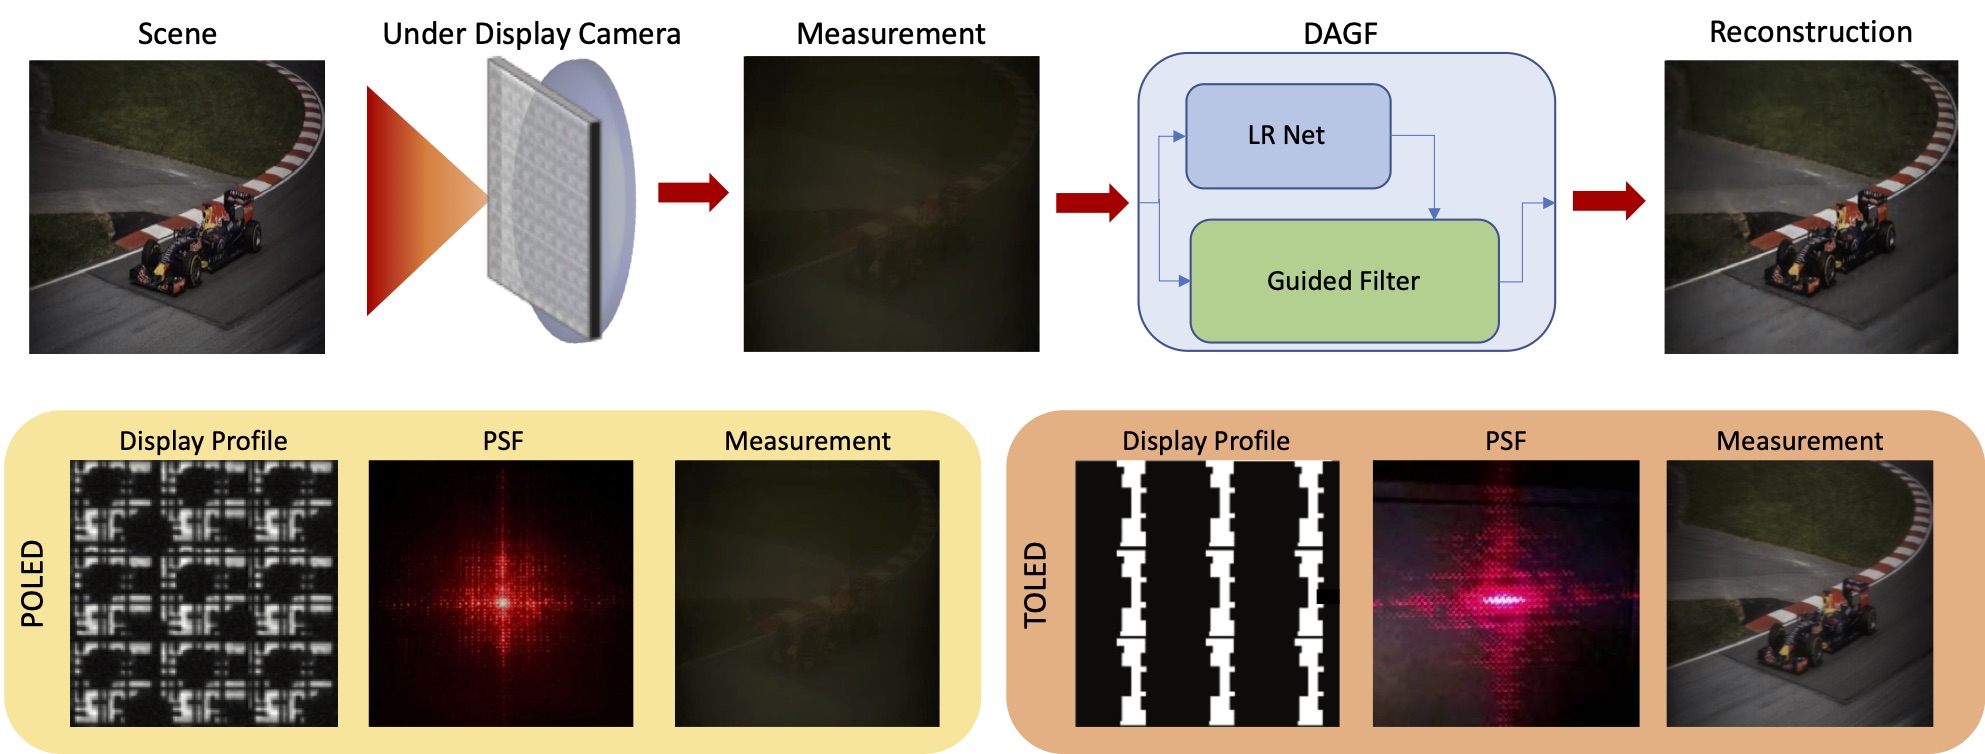 Scene
Under Display Camera
Measurement
DAGF
Reconstruction
LR Net
Guided Filter
Display Profile
PSF
Measurement
POLED
Display Profile
PSF
Measurement
TOLED